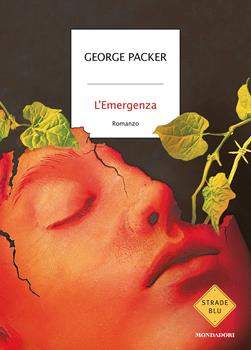 GEORGE PACKER
L'Emergenza
Romanzo
STRADE
BLU
MONDADORI